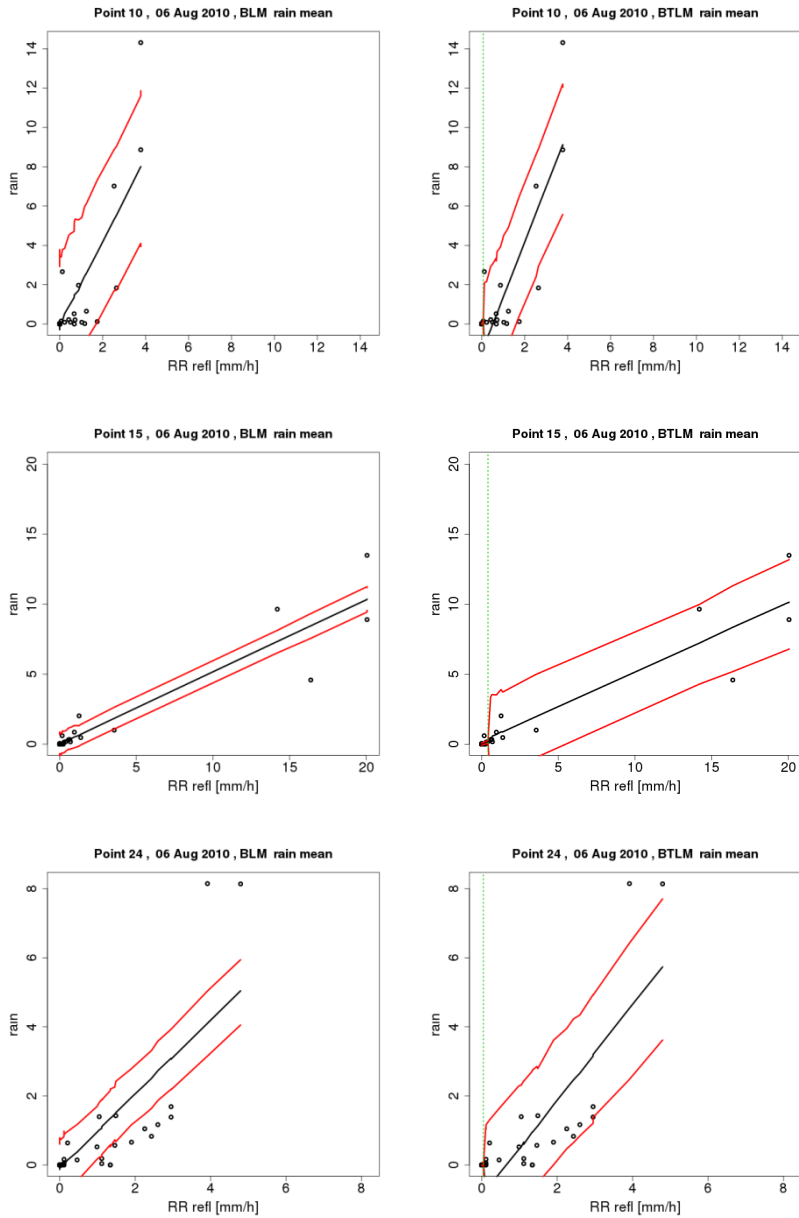 Point 10 , 06 Aug 2010 , BLM rain mean
14
12
10
8
6
4
2
0
rain
0 2 4 6 8 10 12 14
RR refl [mm/h]
Point 10 , 06 Aug 2010 , BTLM rain mean
14
12
10
8
6
4
2
0
rain
0 2 4 6 8 10 12 14
RR refl [mm/h]
Point 15 , 06 Aug 2010 , BLM rain mean
20
15
10
5
0
rain
0 5 10 15 20
RR refl [mm/h]
Point 15 , 06 Aug 2010 , BTLM rain mean
20
15
10
5
0
rain
0 5 10 15 20
RR refl [mm/h]
Point 24 , 06 Aug 2010 , BLM rain mean
8
6
4
2
0
rain
0 2 4 6 8
RR refl [mm/h]
Point 24 , 06 Aug 2010 , BTLM rain mean
8
6
4
2
0
rain
0 2 4 6 8
RR refl [mm/h]